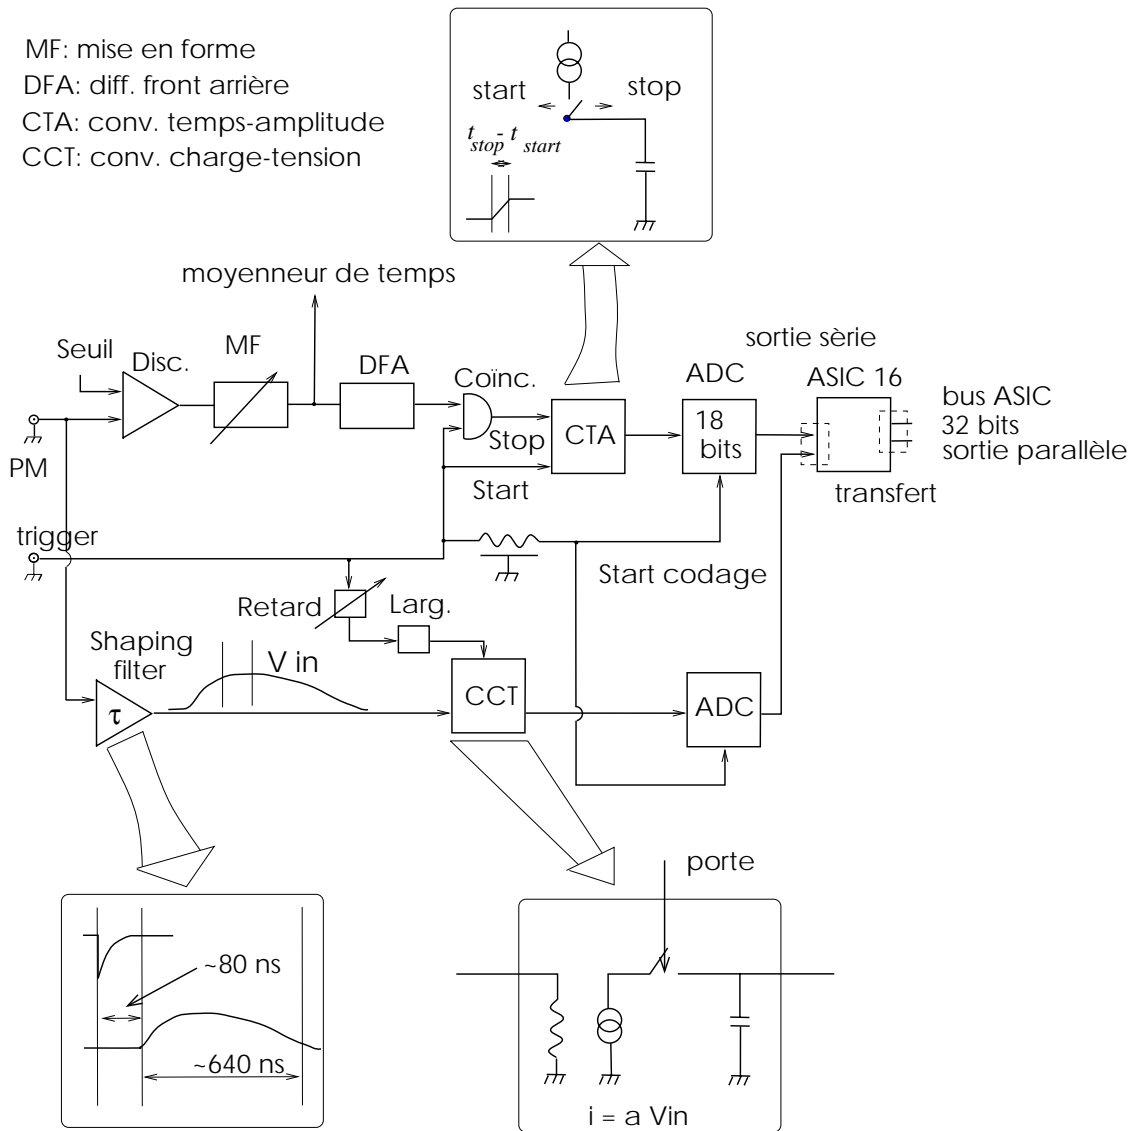 MF: mise en forme
DFA: diff. front arrière
CTA: conv. temps-amplitude
CCT: conv. charge-tension
start
stop
t stop - t start
moyenneur de temps
Seuil
Disc.
MF
DFA
Coïnc.
Stop
CTA
Start
ADC
18
bits
sortie sèrie
ASIC 16
bus ASIC
32 bits
sortie parallèle
transfert
PM
trigger
Start codage
Retard
Larg.
Shaping
filter
τ
V in
CCT
ADC
porte
~80 ns
~640 ns
i = a Vin